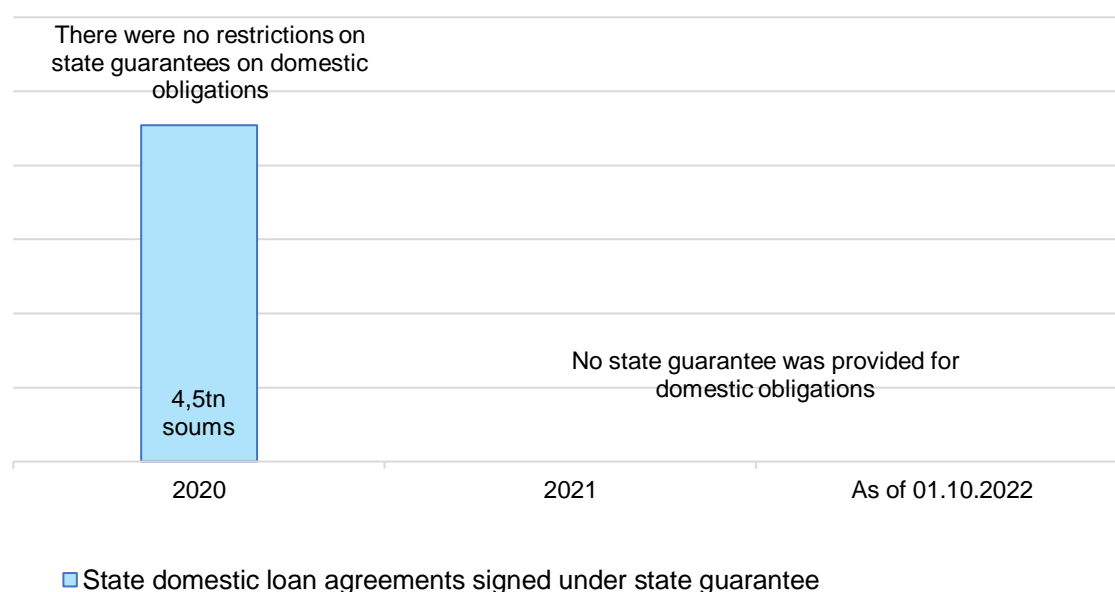 There were no restrictions on
state guarantees on domestic
obligations
4,5tn
soums
No state guarantee was provided for
domestic obligations
2020
2021
As of 01.10.2022
State domestic loan agreements signed under state guarantee